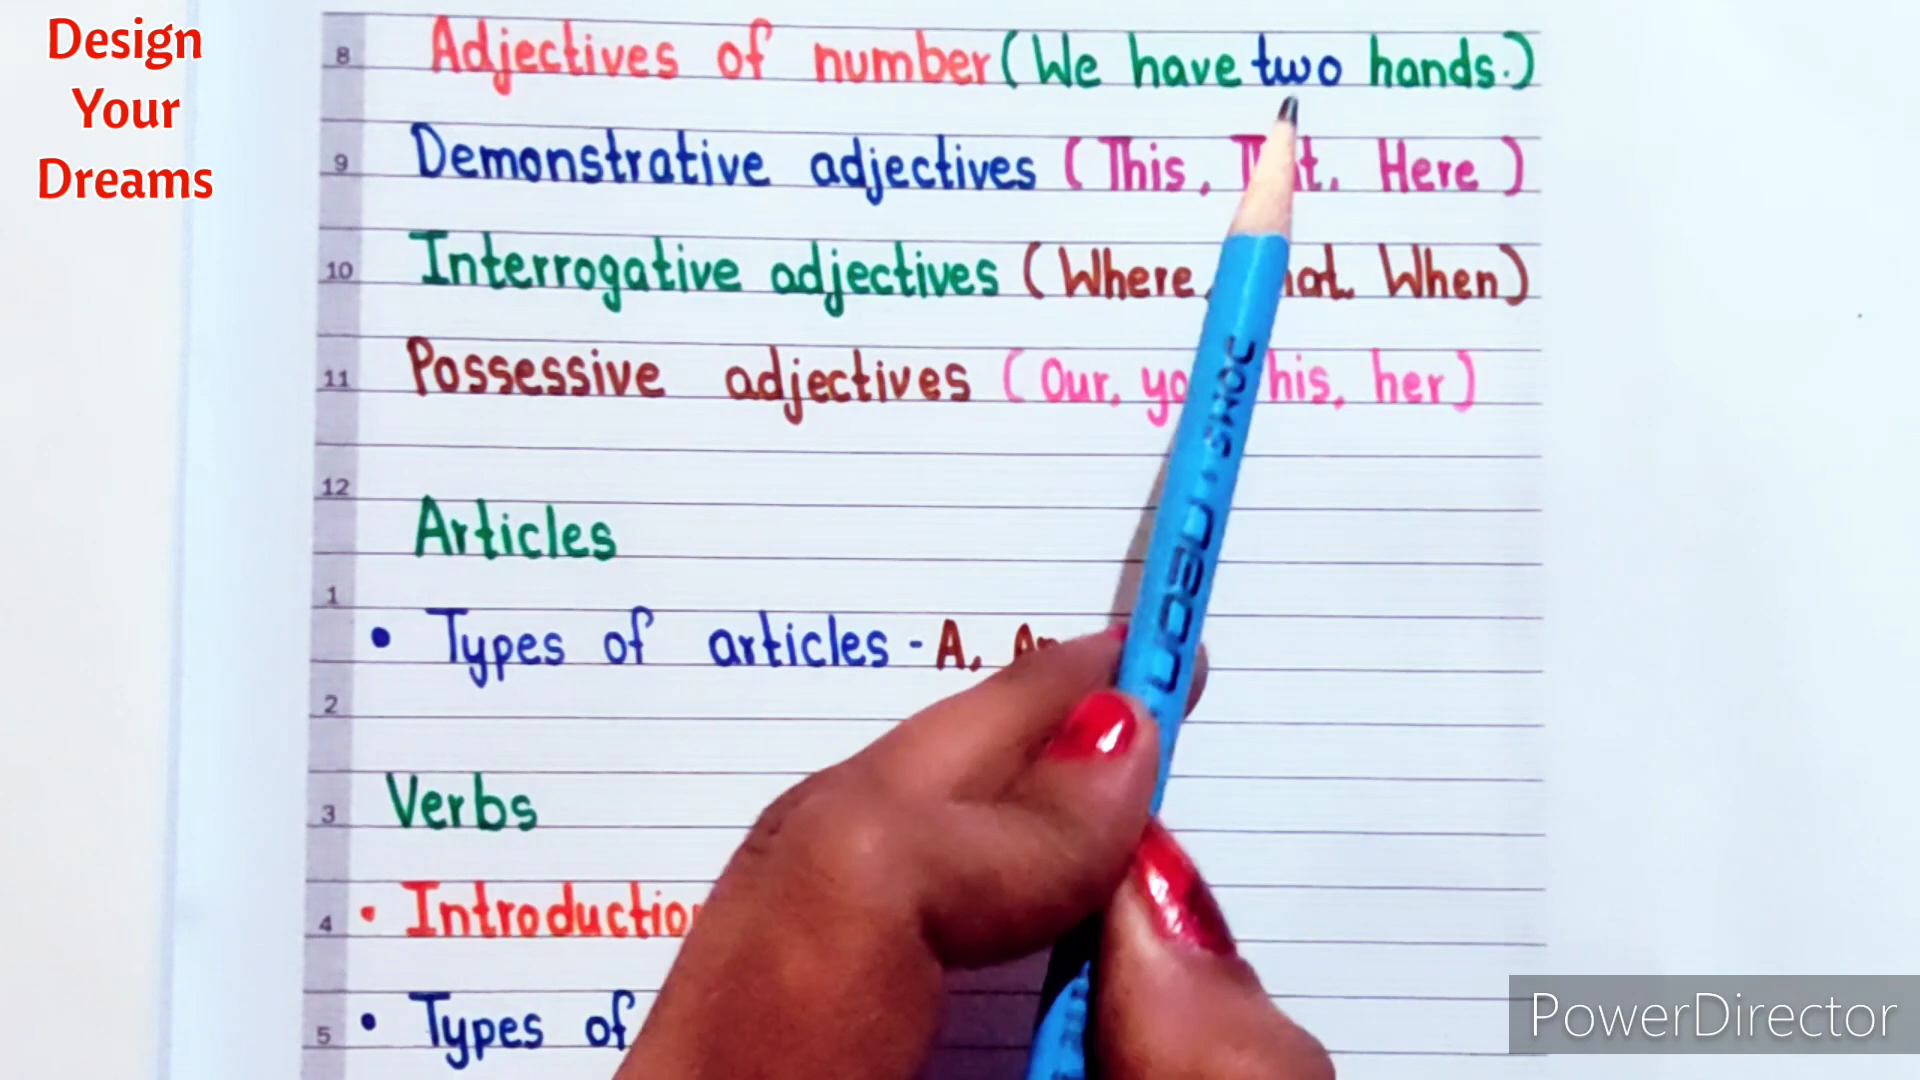 Design
Your
Dreams
8 Adjectives of number (We have two hands.)
9 Demonstrative adjectives (This, Here)
10 Interrogative adjectives (Where, When)
11 Possessive adjectives (Our, his, her)
12
Articles
1
• Types of articles - A,
2
3 Verbs
4 •
5 • Types of
PowerDirector